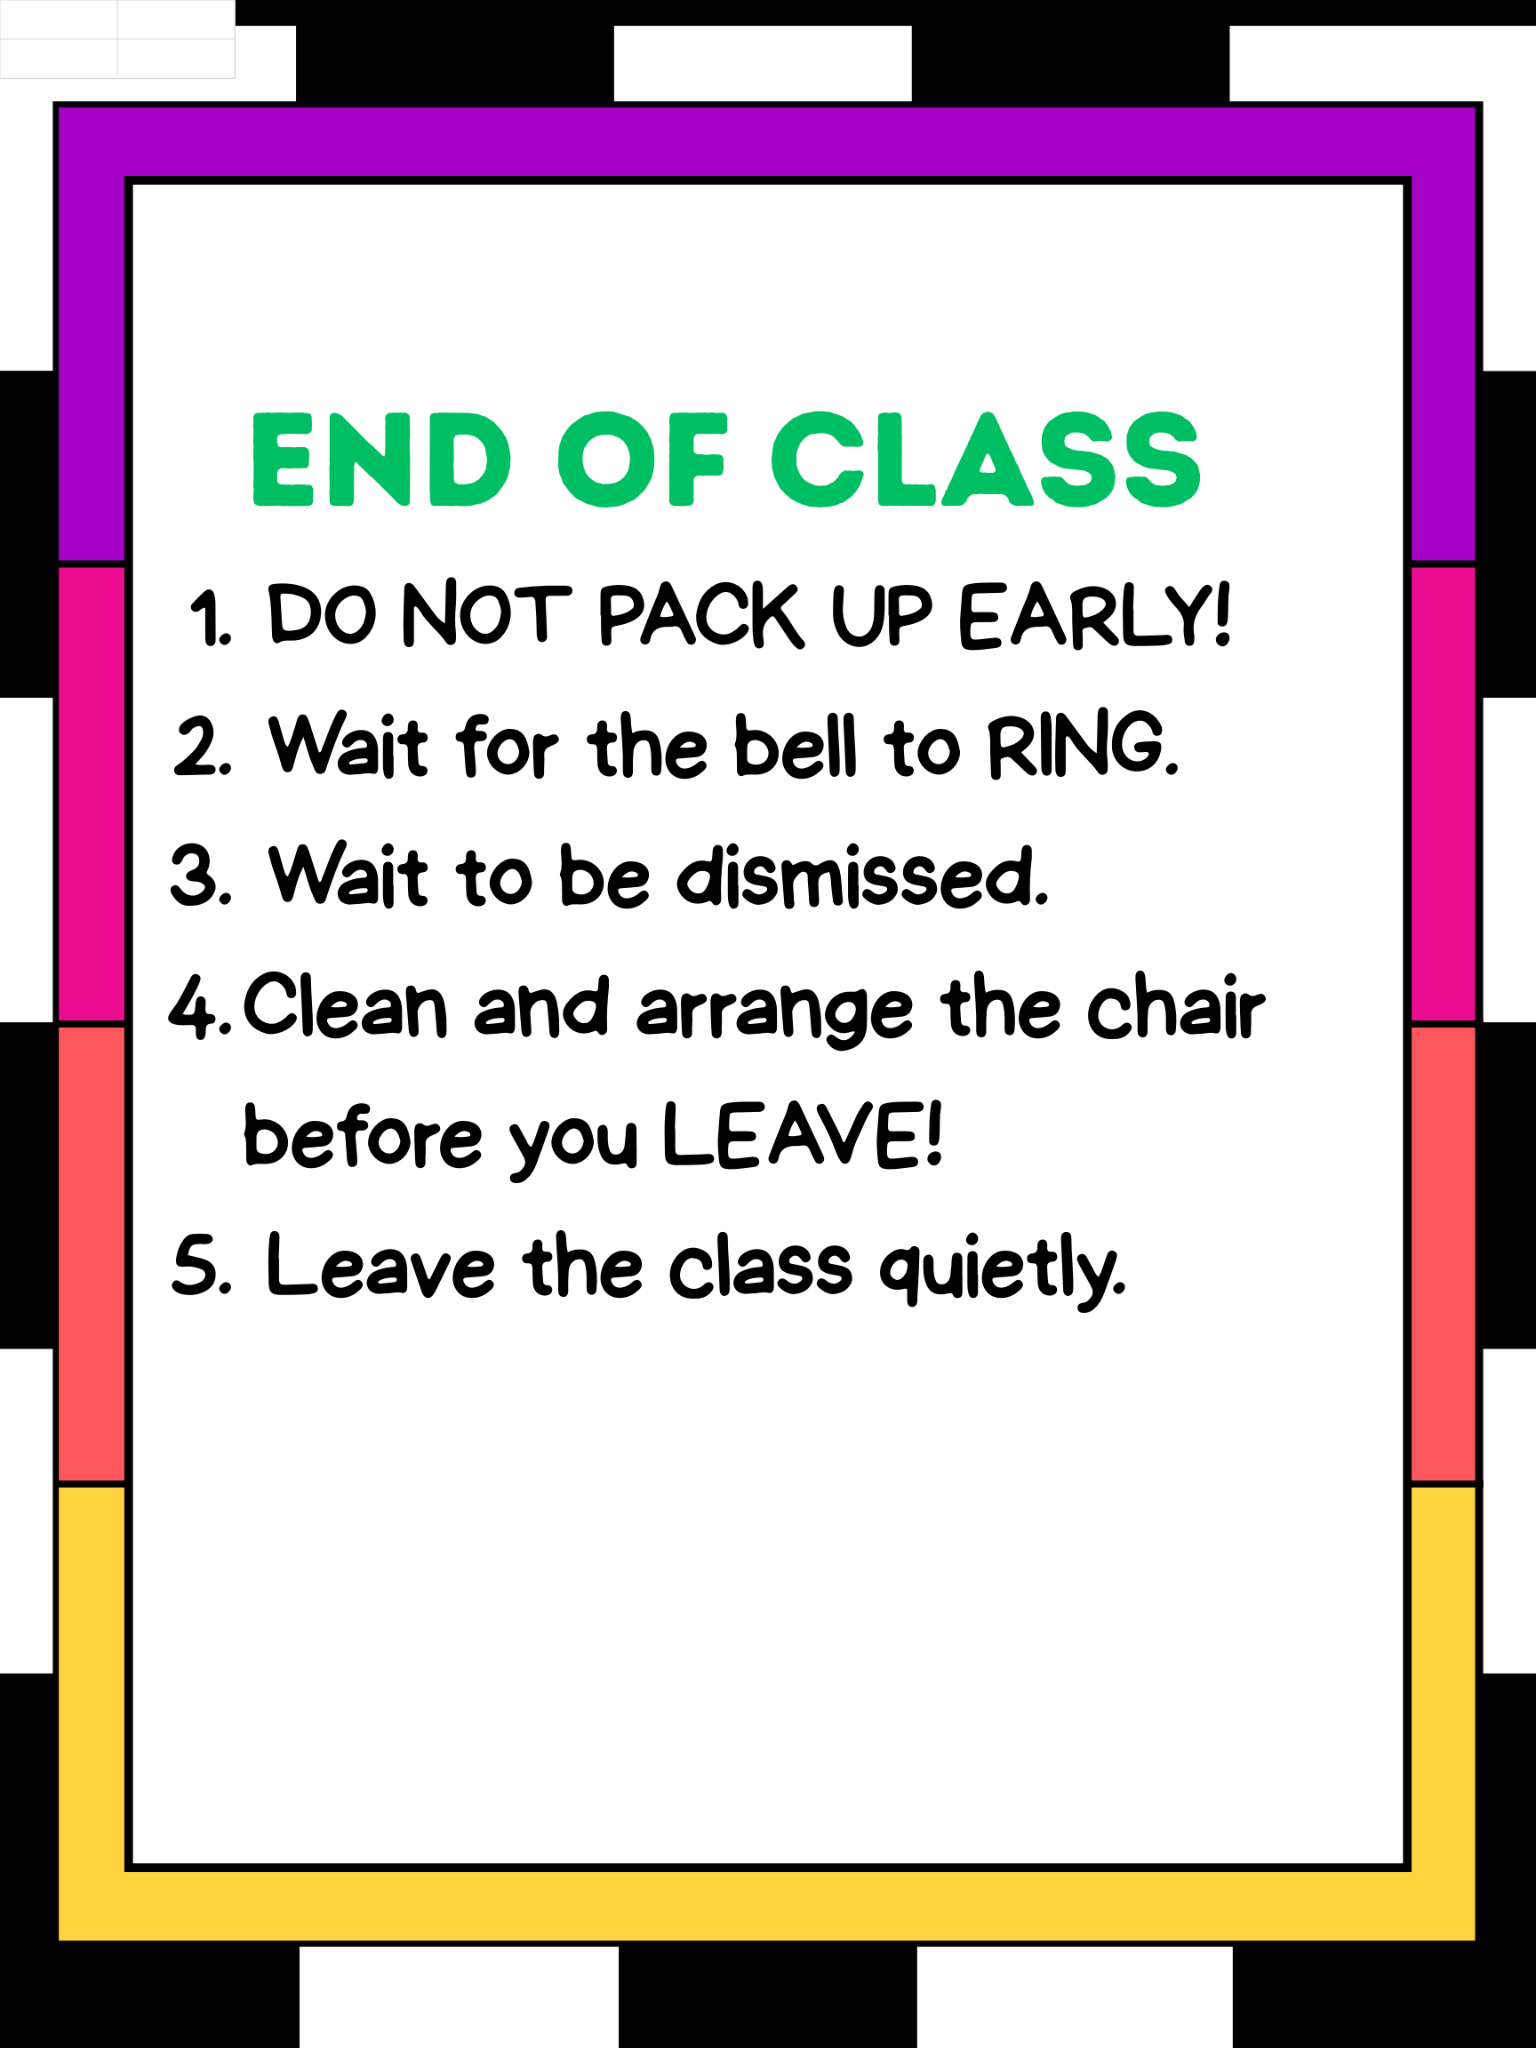 END OF CLASS
1. DO NOT PACK UP EARLY!
2. Wait for the bell to RING.
3. Wait to be dismissed.
4. Clean and arrange the chair
before you LEAVE!
5. Leave the class quietly.